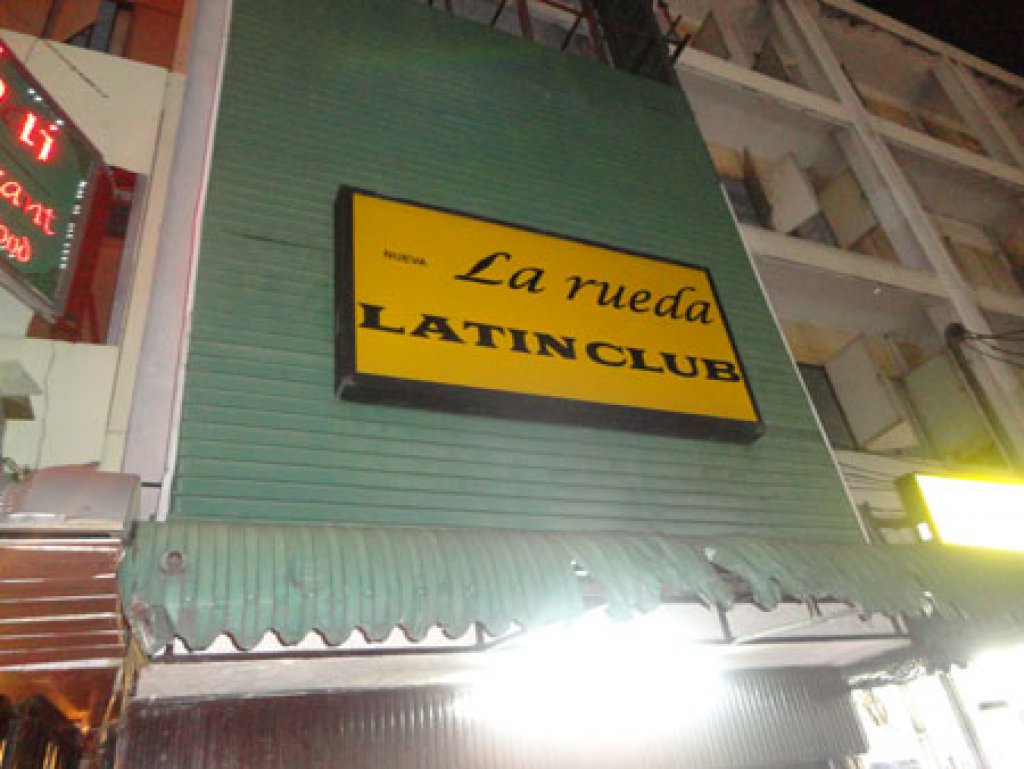 NUEVA
La rueda
LATIN CLUB